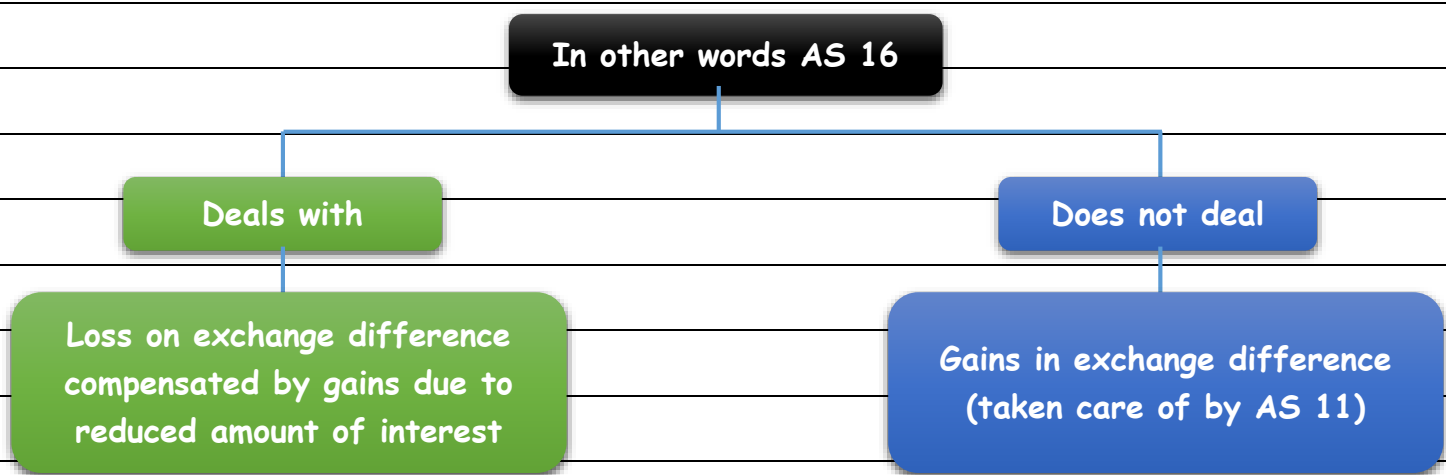 In other words AS 16
Deals with
Does not deal
Loss on exchange difference
compensated by gains due to
reduced amount of interest
Gains in exchange difference
(taken care of by AS 11)